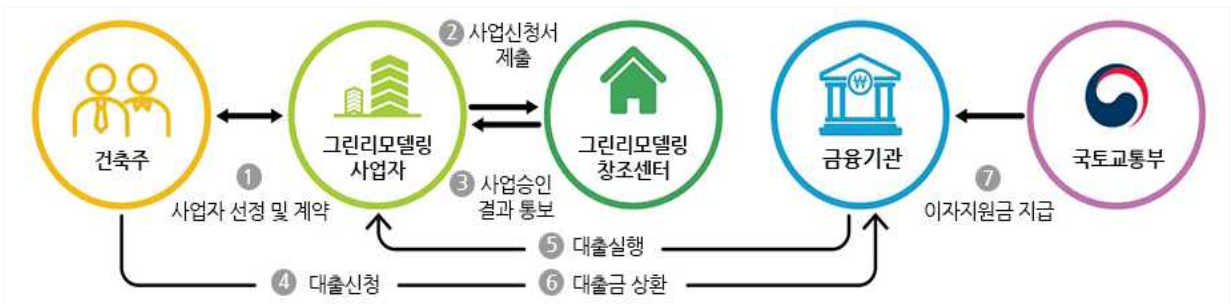 건축주
1
사업자 선정 및 계약
그린리모델링
사업자
2 사업신청서
제출
3 사업승인
결과 통보
그린리모델링
창조센터
₩
금융기관
7
이자지원금 지급
국토교통부
5 대출실행
4 대출신청
6 대출금 상환